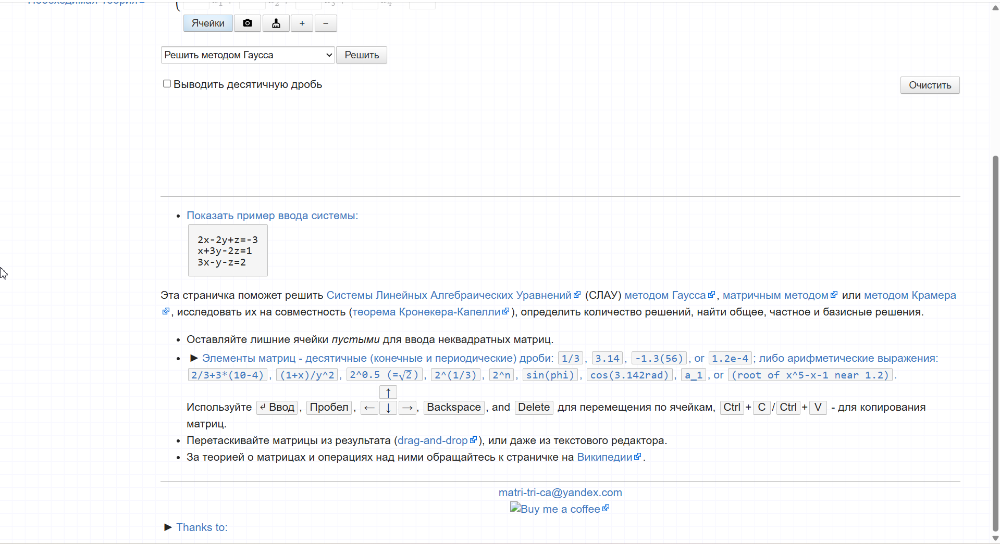 x1 + x2 + x3 + x4
Ячейки + −
Решить методом Гаусса Решить
Выводить десятичную дробь Очистить
• Показать пример ввода системы:
2x-2y+z=-3
x+3y-2z=1
3x-y-z=2
Эта страничка поможет решить Системы Линейных Алгебраических Уравнений (СЛАУ) методом Гаусса, матричным методом или методом Крамера
, исследовать их на совместность (теорема Кронекера-Капелли), определить количество решений, найти общее, частное и базисные решения.
• Оставляйте лишние ячейки пустыми для ввода неквадратных матриц.
• ▶ Элементы матриц - десятичные (конечные и периодические) дроби: 1/3, 3.14, -1.3(56), or 1.2e-4; либо арифметические выражения:
2/3+3*(10-4), (1+x)/y^2, 2^0.5 (=√2), 2^(1/3), 2^n, sin(phi), cos(3.142rad), a_1, or (root of x^5-x-1 near 1.2).
↑
Используйте ↲ Ввод, Пробел, ← ↓ →, Backspace, and Delete для перемещения по ячейкам, Ctrl+C/Ctrl+V - для копирования
матриц.
• Перетаскивайте матрицы из результата (drag-and-drop), или даже из текстового редактора.
• За теорией о матрицах и операциях над ними обращайтесь к страничке на Википедии.
matri-tri-ca@yandex.com
Buy me a coffee
▶ Thanks to: